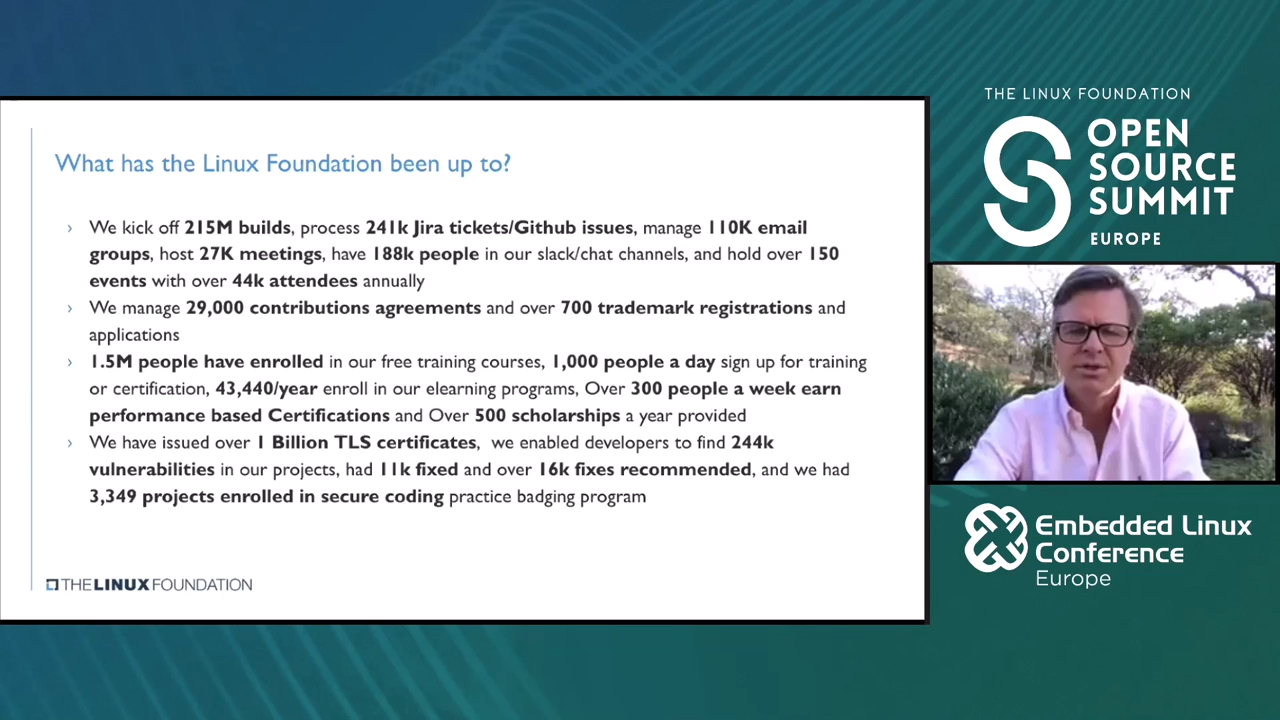 What has the Linux Foundation been up to?
› We kick off 215M builds, process 241k Jira tickets/Github issues, manage 110K email
groups, host 27K meetings, have 188k people in our slack/chat channels, and hold over 150
events with over 44k attendees annually
› We manage 29,000 contributions agreements and over 700 trademark registrations and
applications
› 1.5M people have enrolled in our free training courses, 1,000 people a day sign up for training
or certification, 43,440/year enroll in our elearning programs, Over 300 people a week earn
performance based Certifications and Over 500 scholarships a year provided
› We have issued over 1 Billion TLS certificates,  we enabled developers to find 244k
vulnerabilities in our projects, had 11k fixed and over 16k fixes recommended, and we had
3,349 projects enrolled in secure coding practice badging program
THE LINUX FOUNDATION
THE LINUX FOUNDATION
OPEN
SOURCE
SUMMIT
EUROPE
Embedded Linux
Conference
Europe